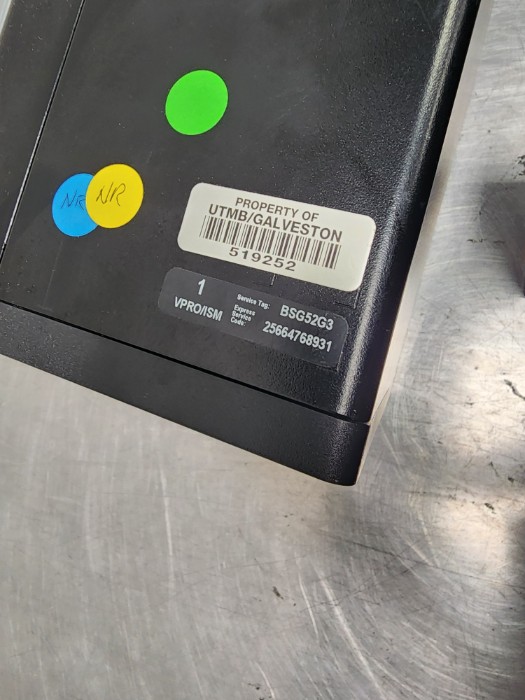 NR
NR
PROPERTY OF
UTMB/GALVESTON
519252
1
VPRO/ISM
Service Tag: BSG52G3
Express
Service
Code: 25664768931